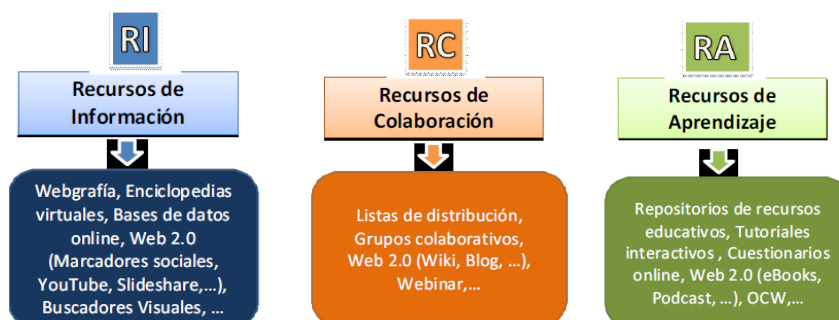 RI
Recursos de
Información
Webgrafía, Enciclopedias
virtuales, Bases de datos
online, Web 2.0
(Marcadores sociales,
YouTube, Slideshare,...),
Buscadores Visuales, ...
RC
Recursos de
Colaboración
Listas de distribución,
Grupos colaborativos,
Web 2.0 (Wiki, Blog, ...),
Webinar,...
RA
Recursos de
Aprendizaje
Repositorios de recursos
educativos, Tutoriales
interactivos , Cuestionarios
online, Web 2.0 (eBooks,
Podcast, ...), OCW,...